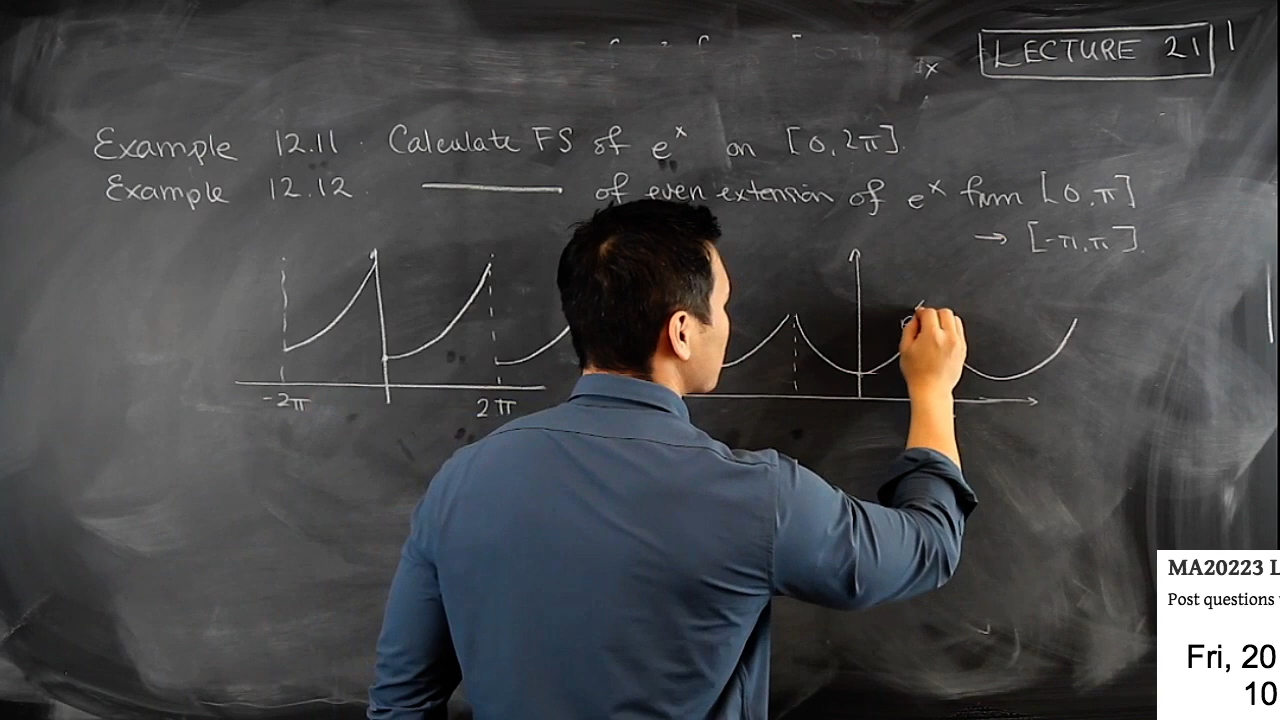 LECTURE 21
dx
Example 12.11. Calculate FS of e^x on [0, 2π].
Example 12.12. ——— of even extension of e^x from [0, π]
→ [-π, π].
-2π
2π
MA20223 L
Post questions
Fri, 20
10